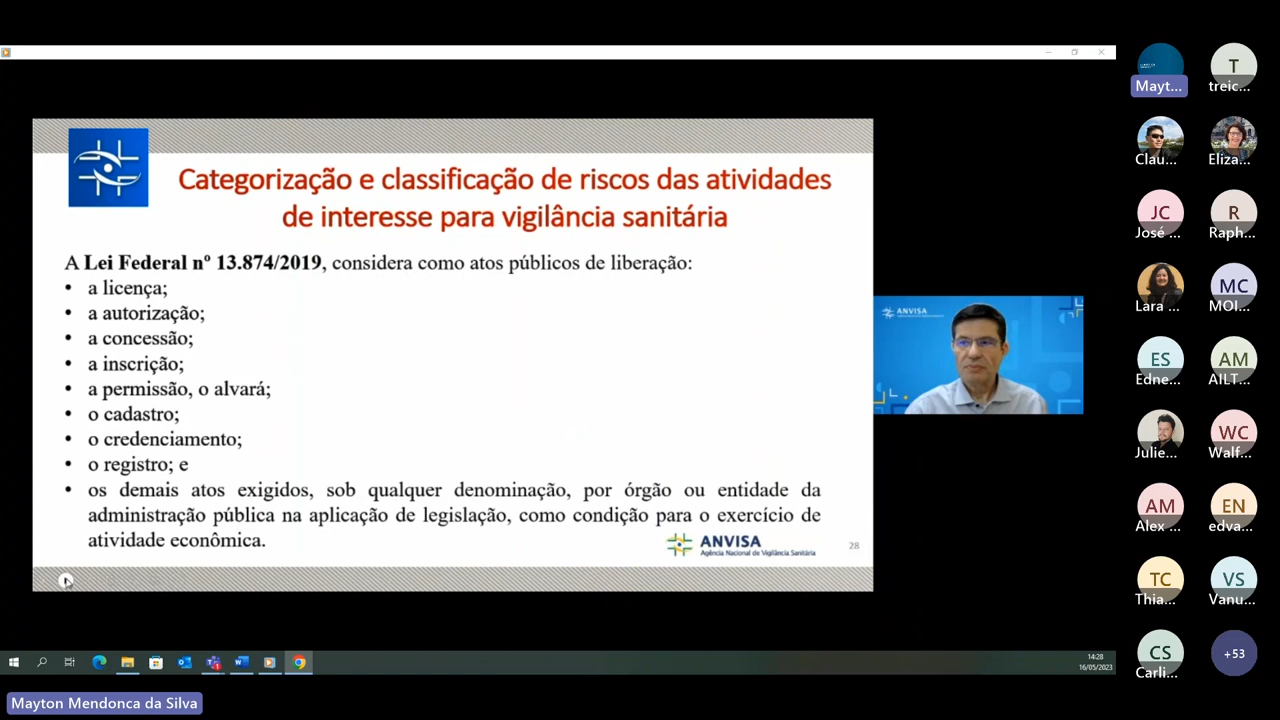 Categorização e classificação de riscos das atividades
de interesse para vigilância sanitária
A Lei Federal nº 13.874/2019, considera como atos públicos de liberação:
• a licença;
• a autorização;
• a concessão;
• a inscrição;
• a permissão, o alvará;
• o cadastro;
• o credenciamento;
• o registro; e
• os demais atos exigidos, sob qualquer denominação, por órgão ou entidade da
administração pública na aplicação de legislação, como condição para o exercício de
atividade econômica.
ANVISA
Agência Nacional de Vigilância Sanitária
28
ANVISA
Mayt...
T
treic...
Clau...
Eliza...
JC
José ...
R
Raph...
Lara ...
MC
MOI...
ES
Edne...
AM
AILT...
Julie...
WC
Walf...
AM
Alex ...
EN
edva...
TC
Thia...
VS
Vanu...
CS
Carli...
+53
14:28
16/05/2023
Mayton Mendonca da Silva